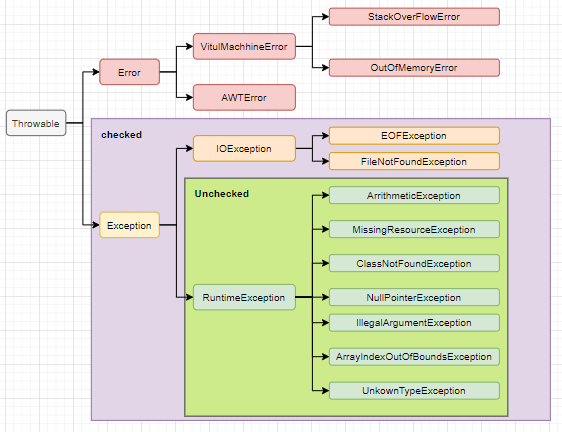 StackOverFlowError
VitulMachhineError
OutOfMemoryError
Error
AWTError
Throwable
checked
EOFException
IOException
FileNotFoundException
Unchecked
ArrithmeticException
Exception
MissingResourceException
ClassNotFoundException
RuntimeException
NullPointerException
IllegalArgumentException
ArrayIndexOutOfBoundsException
UnkownTypeException